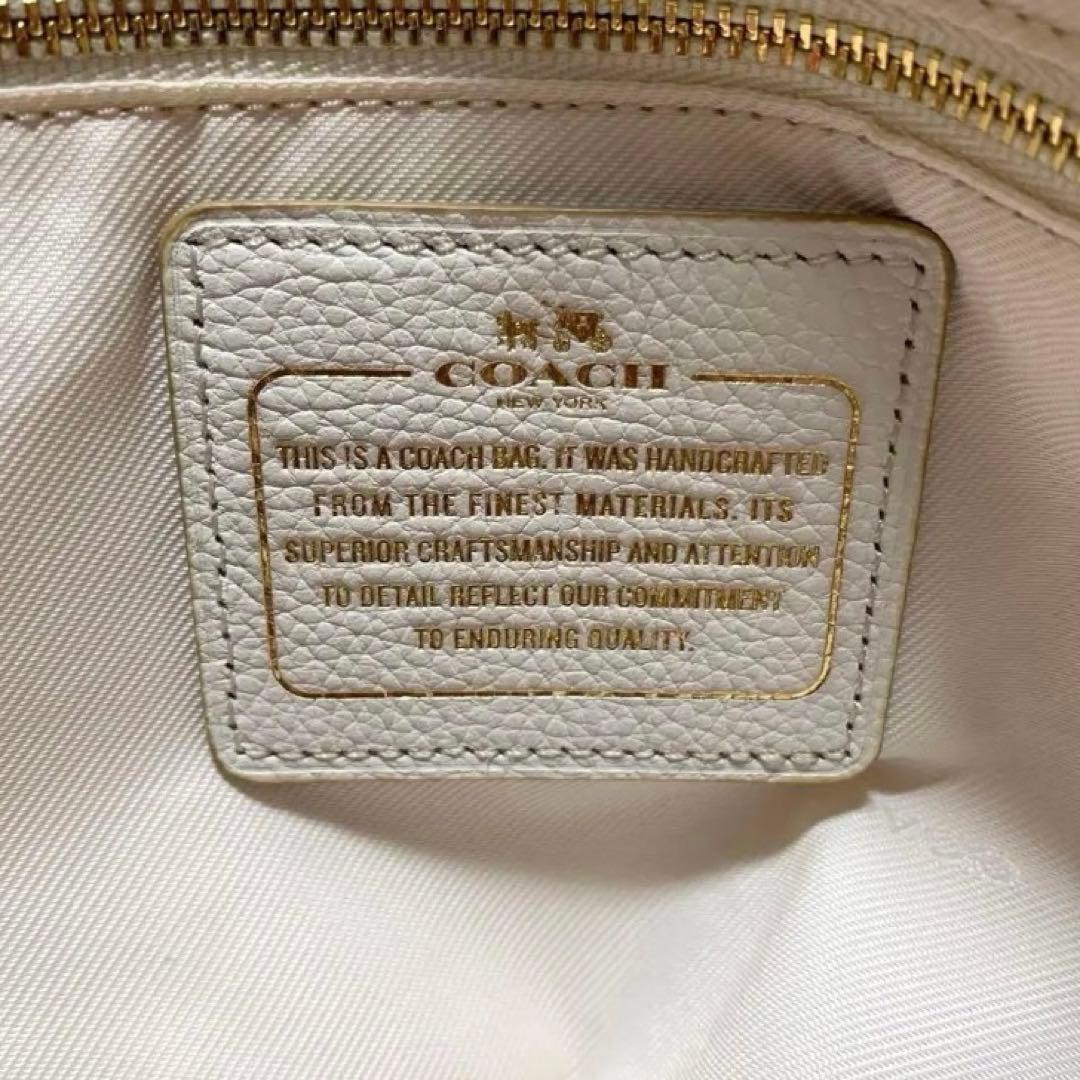 COACH
NEW YORK
THIS IS A COACH BAG. IT WAS HANDCRAFTED
FROM THE FINEST MATERIALS. ITS
SUPERIOR CRAFTSMANSHIP AND ATTENTION
TO DETAIL REFLECT OUR COMMITMENT
TO ENDURING QUALITY.